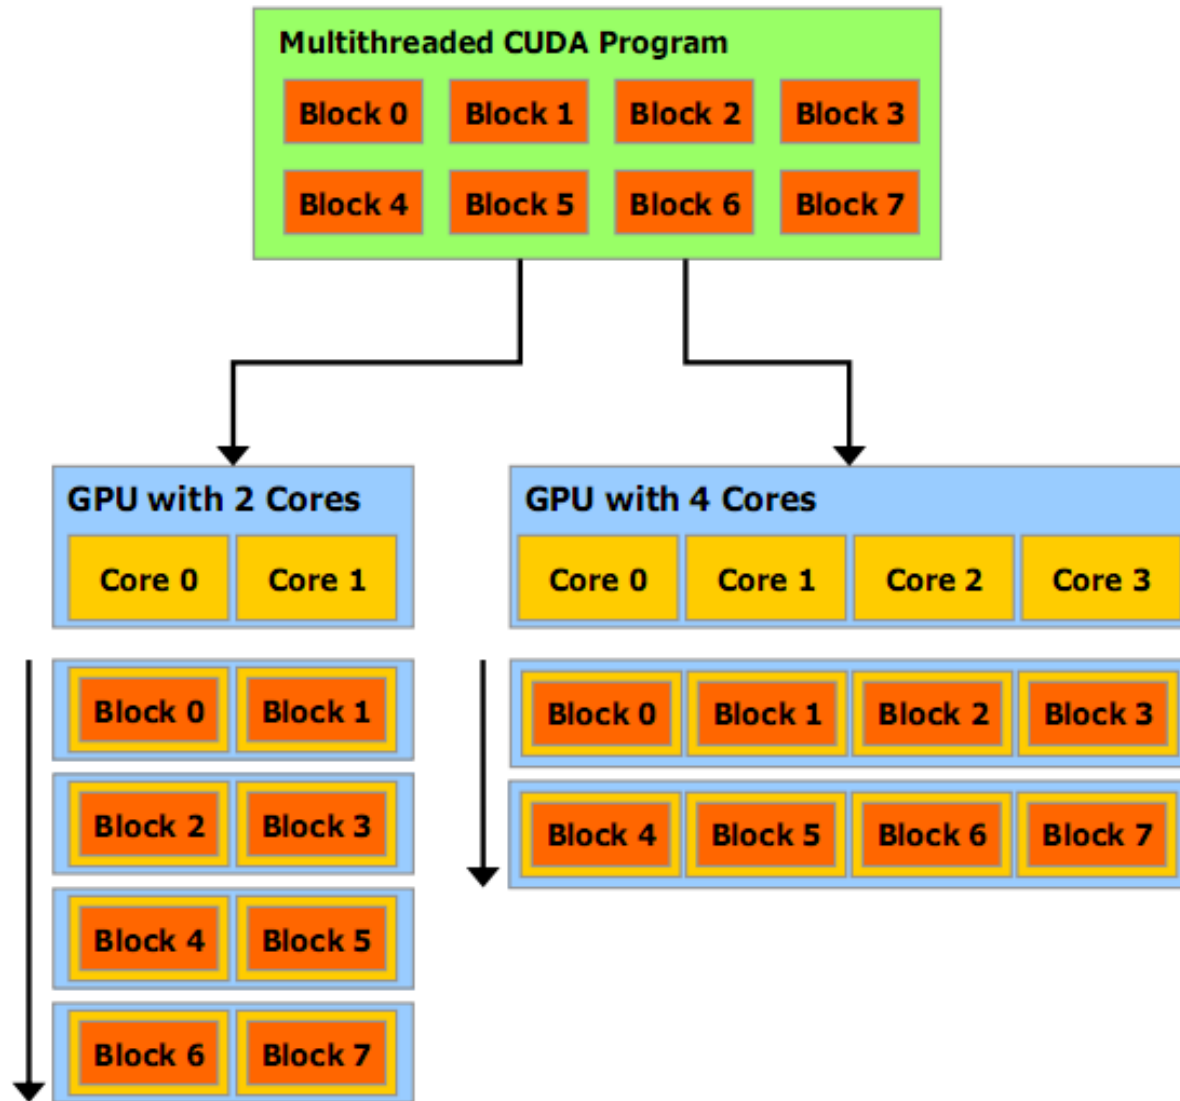 Multithreaded CUDA Program
Block 0 Block 1 Block 2 Block 3
Block 4 Block 5 Block 6 Block 7
GPU with 2 Cores
Core 0 Core 1
Block 0 Block 1
Block 2 Block 3
Block 4 Block 5
Block 6 Block 7
GPU with 4 Cores
Core 0 Core 1 Core 2 Core 3
Block 0 Block 1 Block 2 Block 3
Block 4 Block 5 Block 6 Block 7